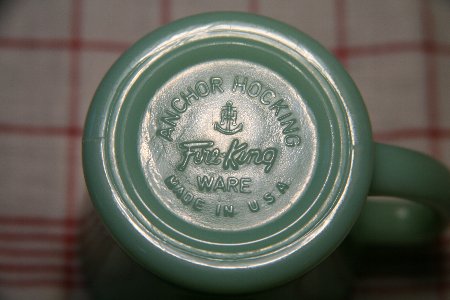 ANCHOR HOCKING
Fire-King
WARE
MADE IN U.S.A.